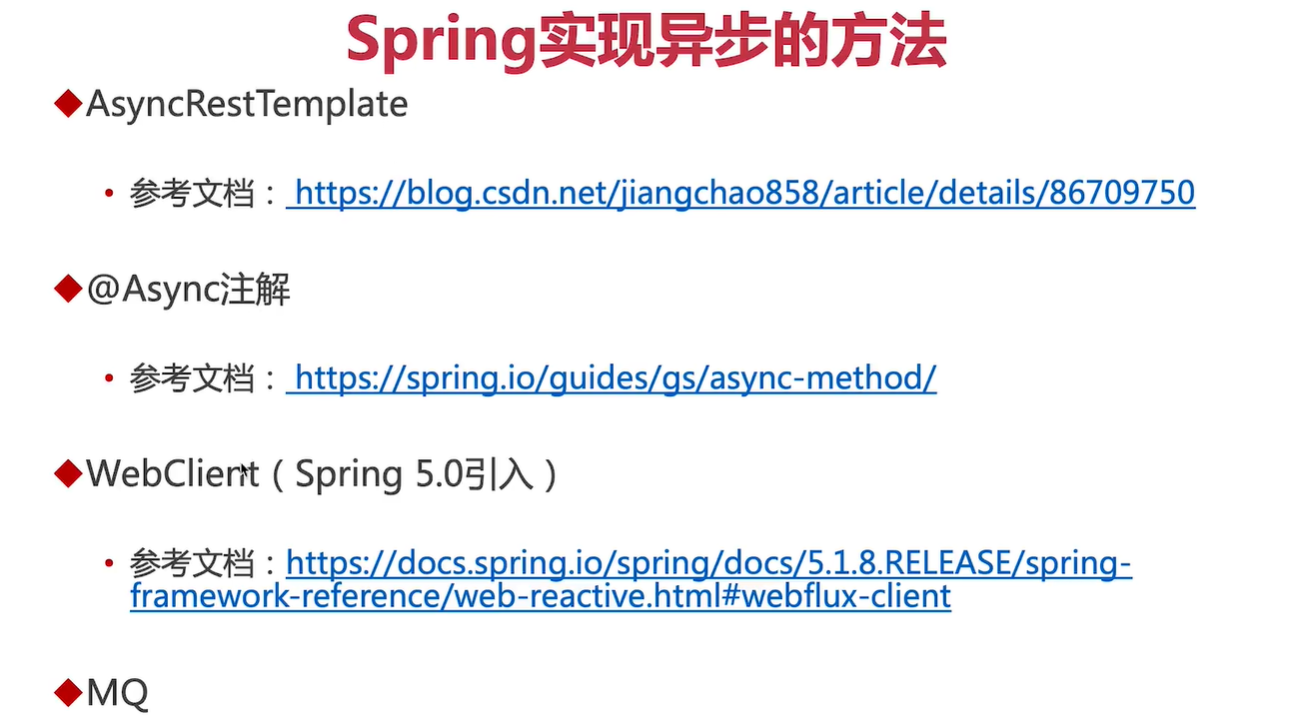 Spring实现异步的方法
◆AsyncRestTemplate
• 参考文档： https://blog.csdn.net/jiangchao858/article/details/86709750
◆@Async注解
• 参考文档： https://spring.io/guides/gs/async-method/
◆WebClient（Spring 5.0引入）
• 参考文档：https://docs.spring.io/spring/docs/5.1.8.RELEASE/spring-
framework-reference/web-reactive.html#webflux-client
◆MQ